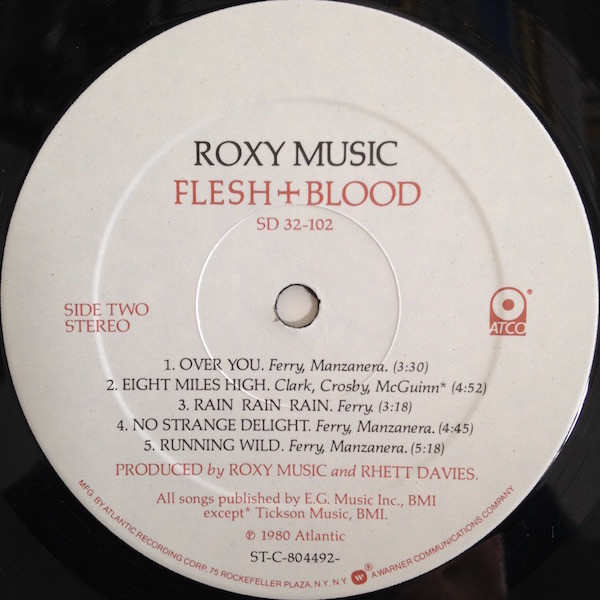 ROXY MUSIC
FLESH + BLOOD
SD 32-102
SIDE TWO
STEREO
ATCO
®
1. OVER YOU. Ferry, Manzanera. (3:30)
2. EIGHT MILES HIGH. Clark, Crosby, McGuinn* (4:52)
3. RAIN RAIN RAIN. Ferry. (3:18)
4. NO STRANGE DELIGHT. Ferry, Manzanera. (4:45)
5. RUNNING WILD. Ferry, Manzanera. (5:18)
PRODUCED by ROXY MUSIC and RHETT DAVIES.
All songs published by E.G. Music Inc., BMI
except* Tickson Music, BMI.
℗ 1980 Atlantic
ST-C-804492-
MFG. BY ATLANTIC RECORDING CORP. 75 ROCKEFELLER PLAZA, N.Y. N.Y. W ® A WARNER COMMUNICATIONS COMPANY